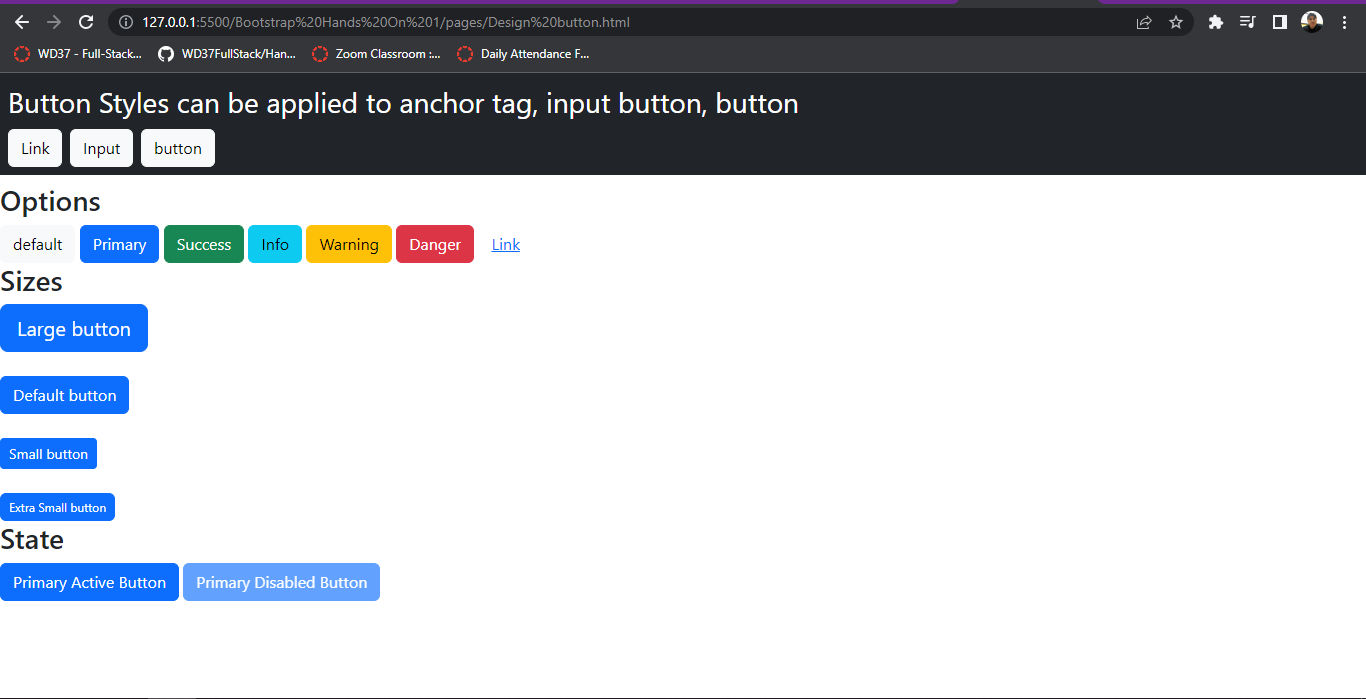 127.0.0.1:5500/Bootstrap%20Hands%20On%201/pages/Design%20button.html
WD37 - Full-Stack... WD37FullStack/Han... Zoom Classroom :... Daily Attendance F...
Button Styles can be applied to anchor tag, input button, button
Link Input button
Options
default Primary Success Info Warning Danger Link
Sizes
Large button
Default button
Small button
Extra Small button
State
Primary Active Button Primary Disabled Button